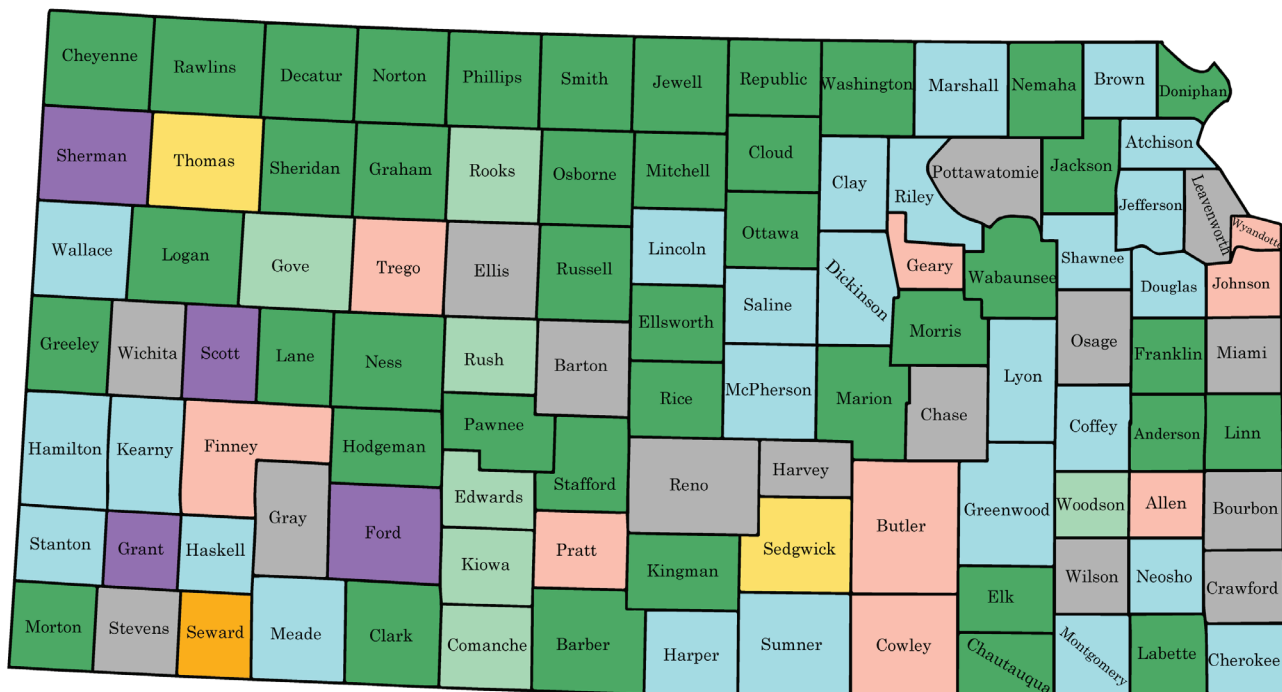 Cheyenne
Rawlins
Decatur
Norton
Phillips
Smith
Jewell
Republic
Washington
Marshall
Nemaha
Brown
Doniphan
Sherman
Thomas
Sheridan
Graham
Rooks
Osborne
Mitchell
Cloud
Clay
Riley
Pottawatomie
Jackson
Atchison
Jefferson
Leavenworth
Wyandotte
Wallace
Logan
Gove
Trego
Ellis
Russell
Lincoln
Ottawa
Saline
Dickinson
Geary
Wabaunsee
Shawnee
Douglas
Johnson
Greeley
Wichita
Scott
Lane
Ness
Rush
Barton
Ellsworth
McPherson
Morris
Lyon
Osage
Franklin
Miami
Hamilton
Kearny
Finney
Hodgeman
Pawnee
Stafford
Rice
Marion
Chase
Coffey
Anderson
Linn
Gray
Ford
Edwards
Reno
Harvey
Butler
Greenwood
Woodson
Allen
Bourbon
Stanton
Grant
Haskell
Kiowa
Pratt
Kingman
Sedgwick
Elk
Wilson
Neosho
Crawford
Morton
Stevens
Seward
Meade
Clark
Comanche
Barber
Harper
Sumner
Cowley
Chautauqua
Montgomery
Labette
Cherokee